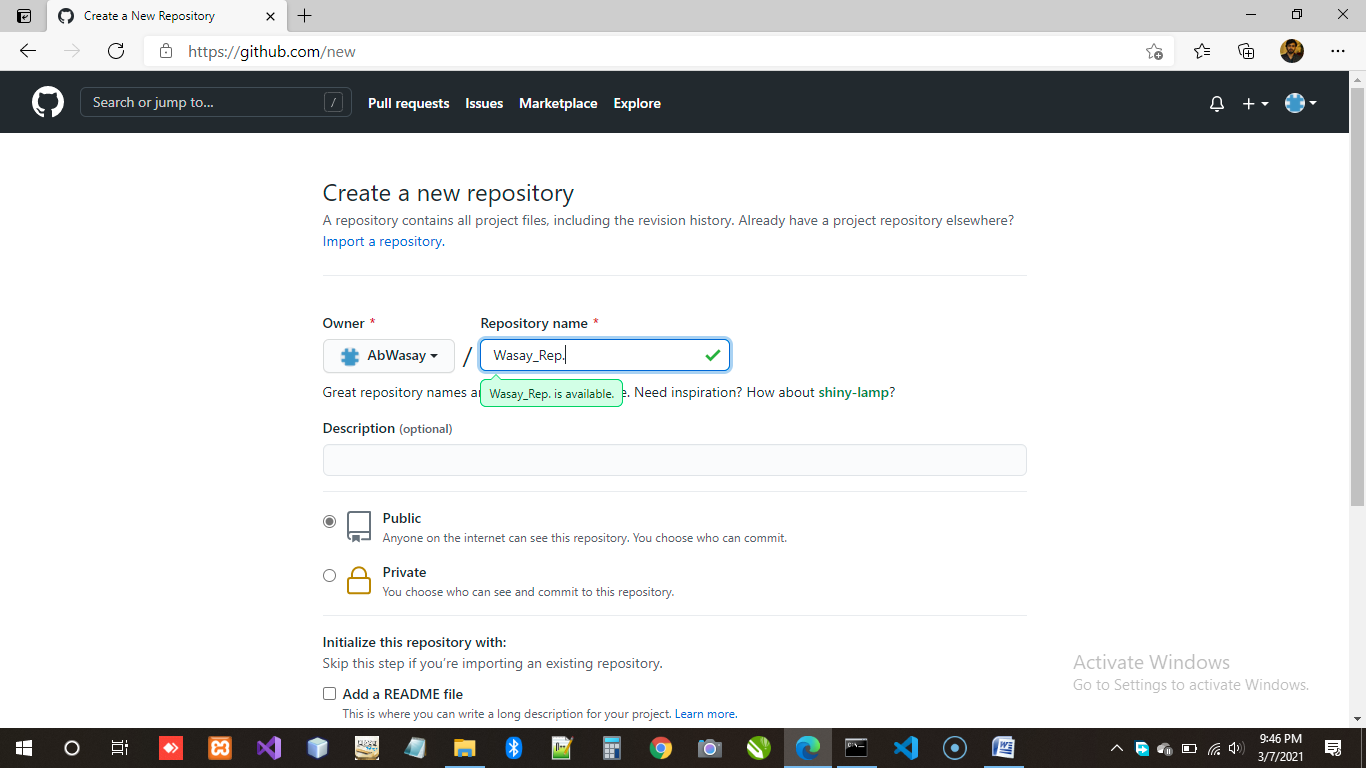 Create a New Repository
https://github.com/new
Search or jump to... /
Pull requests Issues Marketplace Explore
Create a new repository
A repository contains all project files, including the revision history. Already have a project repository elsewhere?
Import a repository.
Owner * Repository name *
AbWasay / Wasay_Rep.
Great repository names a e. Need inspiration? How about shiny-lamp?
Wasay_Rep. is available.
Description (optional)
Public
Anyone on the internet can see this repository. You choose who can commit.
Private
You choose who can see and commit to this repository.
Initialize this repository with:
Skip this step if you're importing an existing repository.
Add a README file
This is where you can write a long description for your project. Learn more.
Activate Windows
Go to Settings to activate Windows.
9:46 PM
3/7/2021